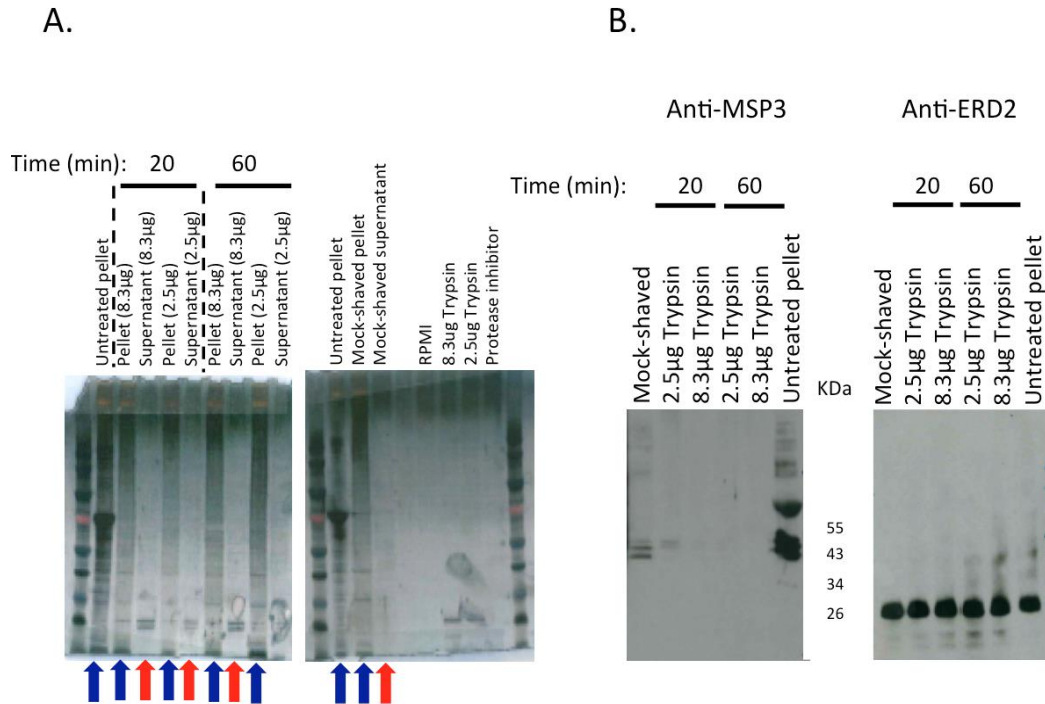 A.
Time (min): 20 60
Untreated pellet
Pellet (8.3µg)
Supernatant (8.3µg)
Pellet (2.5µg)
Supernatant (2.5µg)
Pellet (8.3µg)
Supernatant (8.3µg)
Pellet (2.5µg)
Supernatant (2.5µg)
Untreated pellet
Mock-shaved pellet
Mock-shaved supernatant
RPMI
8.3ug Trypsin
2.5ug Trypsin
Protease inhibitor
B.
Anti-MSP3
Time (min): 20 60
Mock-shaved
2.5µg Trypsin
8.3µg Trypsin
2.5µg Trypsin
8.3µg Trypsin
Untreated pellet
KDa
55
43
34
26
Anti-ERD2
20 60
Mock-shaved
2.5µg Trypsin
8.3µg Trypsin
2.5µg Trypsin
8.3µg Trypsin
Untreated pellet